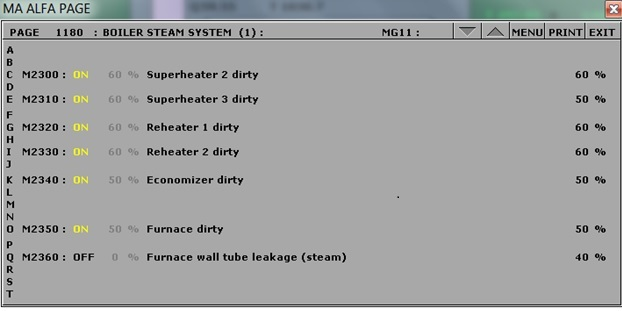 MA ALFA PAGE
PAGE 1180 : BOILER STEAM SYSTEM (1) : MG11 : MENU PRINT EXIT
A
B
C M2300 : ON 60 % Superheater 2 dirty 60 %
D
E M2310 : ON 60 % Superheater 3 dirty 50 %
F
G M2320 : ON 60 % Reheater 1 dirty 60 %
H
I M2330 : ON 60 % Reheater 2 dirty 60 %
J
K M2340 : ON 50 % Economizer dirty 50 %
L
M
N
O M2350 : ON 50 % Furnace dirty 50 %
P
Q M2360 : OFF 0 % Furnace wall tube leakage (steam) 40 %
R
S
T